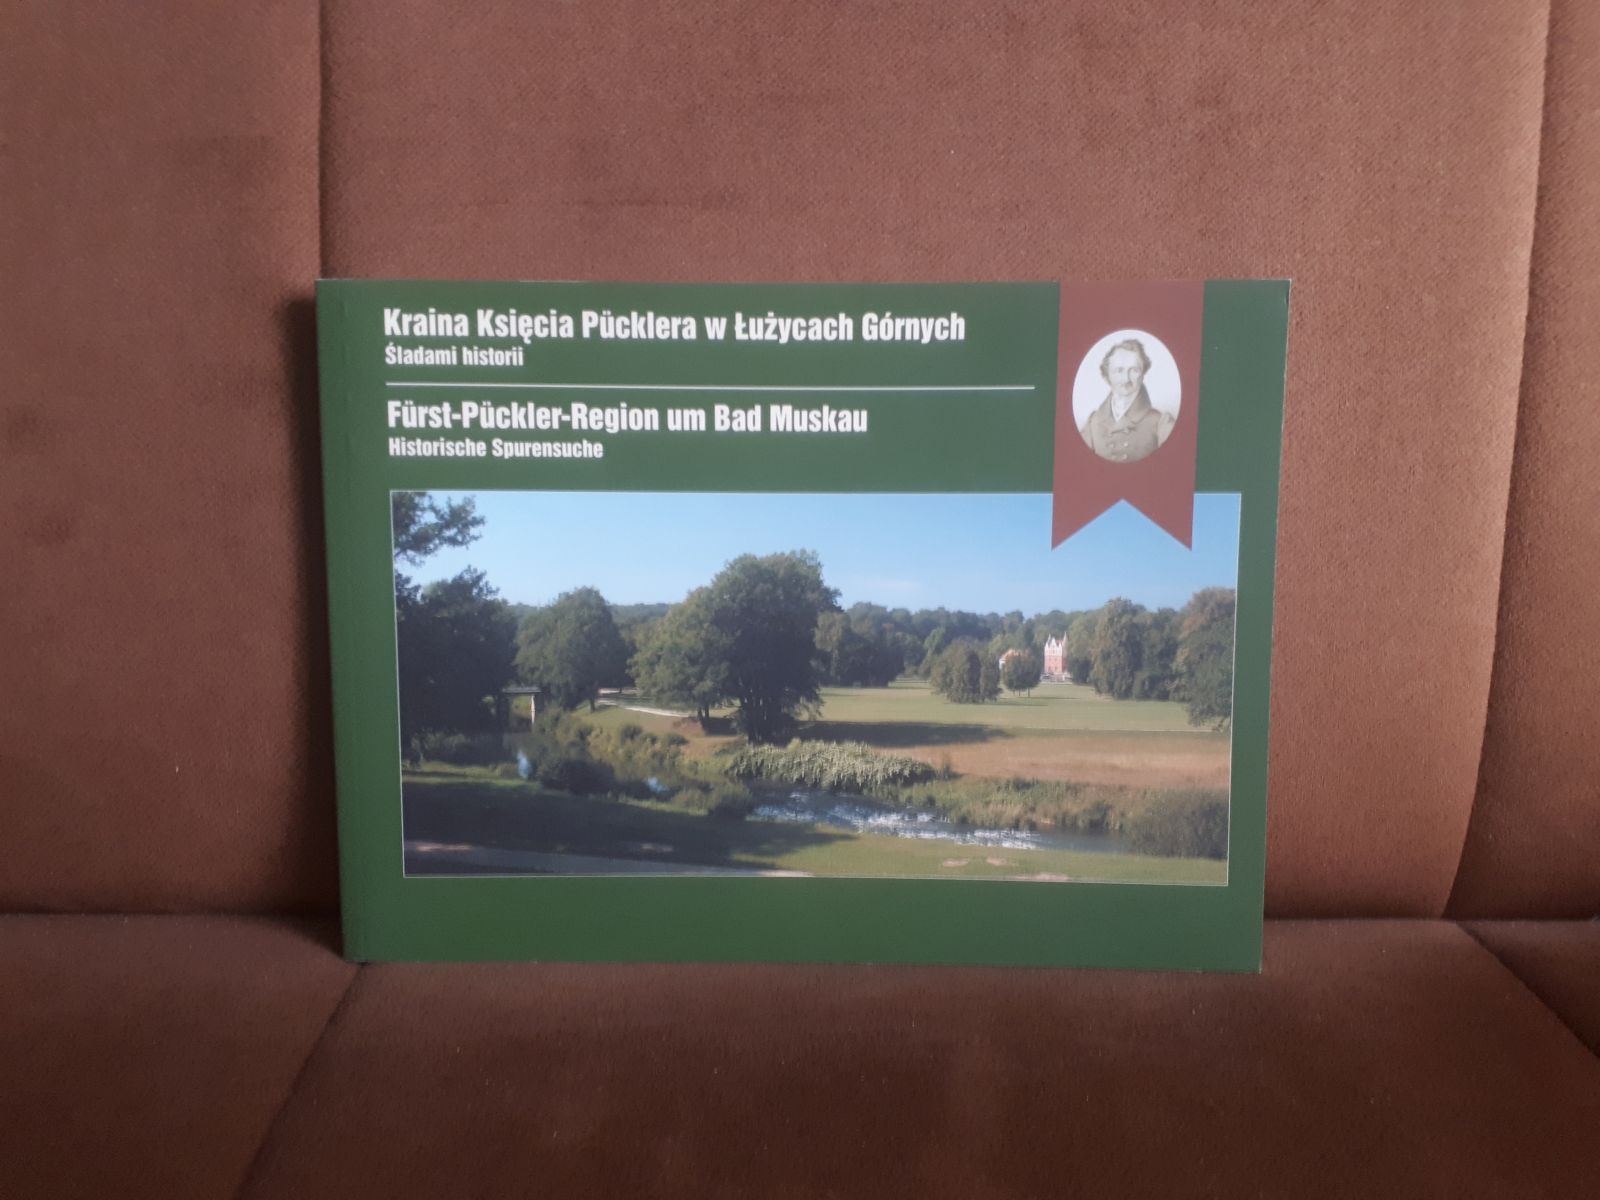 Kraina Księcia Pücklera w Łużycach Górnych
Śladami historii
Fürst-Pückler-Region um Bad Muskau
Historische Spurensuche